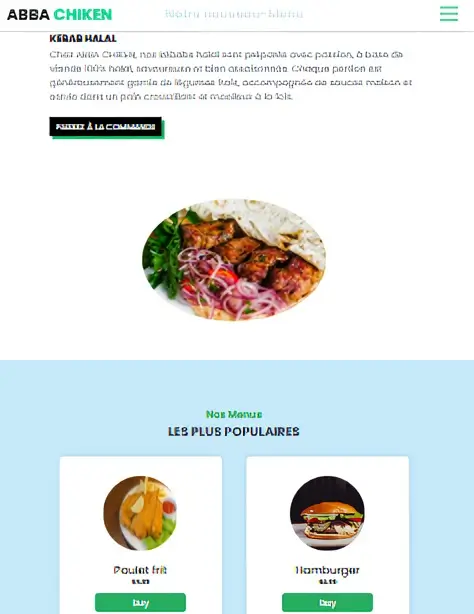 ABBA CHIKEN
Notre nouveau-Menu
KEBAB HALAL
Chez ABBA CHIKEN, nos kebabs halal sont préparés avec passion, à base de
viande 100% halal, savoureuse et bien assaisonnée. Chaque portion est
généreusement garnie de légumes frais, accompagnée de sauces maison et
servie dans un pain croustillant et moelleux à la fois.
PASSEZ À LA COMMANDE
Nos Menus
LES PLUS POPULAIRES
Poulet frit Hamburger
buy buy